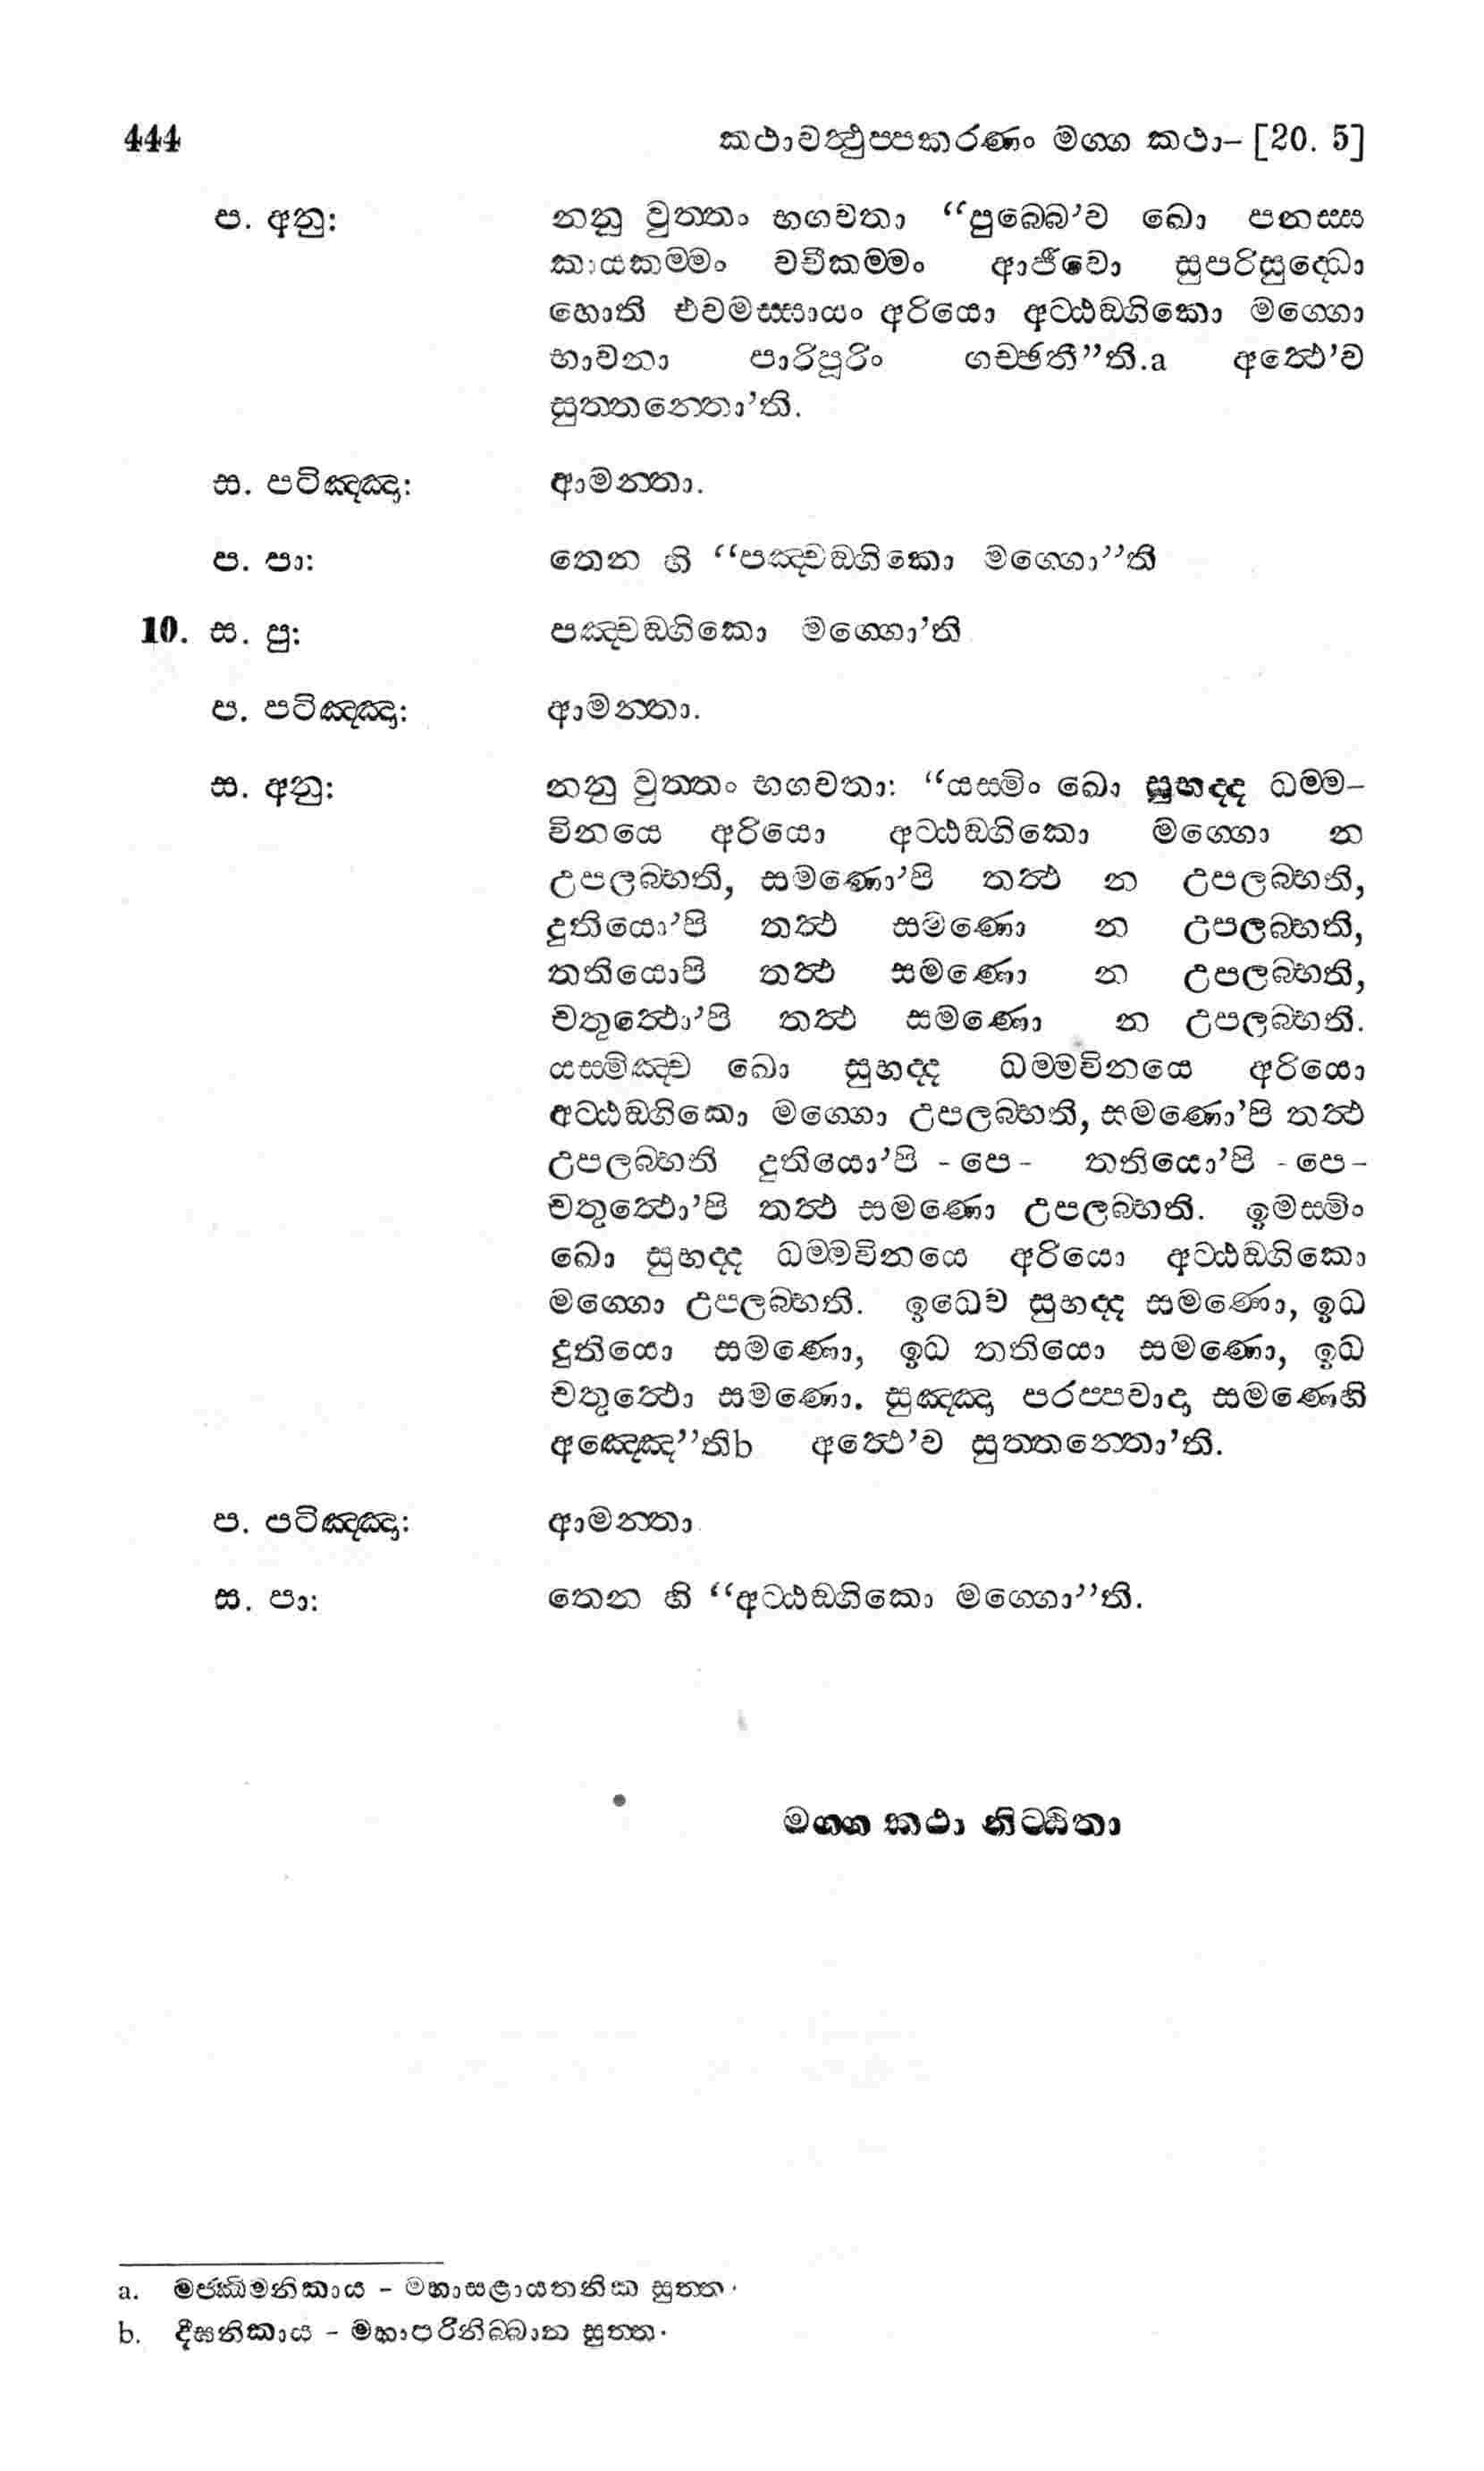 444 කථාවත්‍ථුප්‍පකරණං මග්‍ග කථා– [20. 5]
ප. අනු: නනු වුත්‍තං භගවතා “පුබ්‍බෙ’ව ඛො පනස්‍ස
කායකම්‍මං වචීකම්‍මං ආජීවො සුපරිසුද්‍ධො
හොති එවමස්‍සායං අරියො අට්‍ඨඞ්‍ගිකො මග්‍ගො
භාවනා පාරිපූරිං ගච්‍ඡතී”ති.a අත්‍ථේ’ව
සුත්‍තන්‍තො’ති.
ස. පටිඤ්‍ඤා: ආමන්‍තා.
ප. පා: තෙන හි “පඤ්‍චඞ්‍ගිකො මග්‍ගො”ති
10. ස. පු: පඤ්‍චඞ්‍ගිකො මග්‍ගො’ති
ප. පටිඤ්‍ඤා: ආමන්‍තා.
ස. අනු: නනු වුත්‍තං භගවතා: “යස්‍මිං ඛො සුභද්‍ද ධම්‍ම–
විනයෙ අරියො අට්‍ඨඞ්‍ගිකො මග්‍ගො න
උපලබ්‍භති, සමණො’පි තත්‍ථ න උපලබ්‍භති,
දුතියො’පි තත්‍ථ සමණො න උපලබ්‍භති,
තතියොපි තත්‍ථ සමණො න උපලබ්‍භති,
චතුත්‍ථො’පි තත්‍ථ සමණො න උපලබ්‍භති.
යස්‍මිඤ්‍ච ඛො සුභද්‍ද ධම්‍මවිනයෙ අරියො
අට්‍ඨඞ්‍ගිකො මග්‍ගො උපලබ්‍භති, සමණො’පි තත්‍ථ
උපලබ්‍භති දුතියො’පි - පෙ - තතියො’පි - පෙ -
චතුත්‍ථො’පි තත්‍ථ සමණො උපලබ්‍භති. ඉමස්‍මිං
ඛො සුභද්‍ද ධම්‍මවිනයෙ අරියො අට්‍ඨඞ්‍ගිකො
මග්‍ගො උපලබ්‍භති. ඉධෙව සුභද්‍ද සමණො, ඉධ
දුතියො සමණො, ඉධ තතියො සමණො, ඉධ
චතුත්‍ථො සමණො. සුඤ්‍ඤා පරප්‍පවාදා සමණෙහි
අඤ්‍ඤෙ”තිb අත්‍ථේ’ව සුත්‍තන්‍තො’ති.
ප. පටිඤ්‍ඤා: ආමන්‍තා
ස. පා: තෙන හි “අට්‍ඨඞ්‍ගිකො මග්‍ගො”ති.
මග්‍ග කථා නිට්‍ඨිතා
a. මජ්‍ඣිමනිකාය – මහාසළායතනික සුත්‍ත.
b. දීඝනිකාය – මහාපරිනිබ්‍බාන සුත්‍ත.